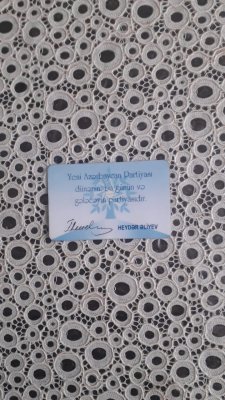 Yeni Azərbaycan Partiyası
dünənin, bu günün və
gələcəyin partiyasıdır.
HEYDƏR ƏLİYEV